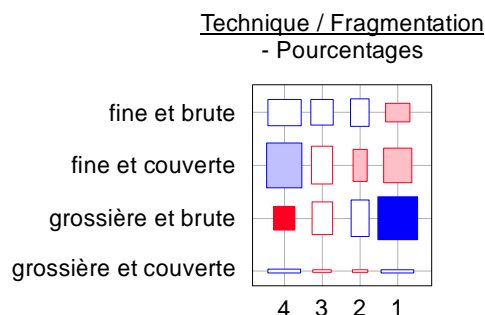 Technique / Fragmentation
- Pourcentages
fine et brute
fine et couverte
grossière et brute
grossière et couverte
4 3 2 1